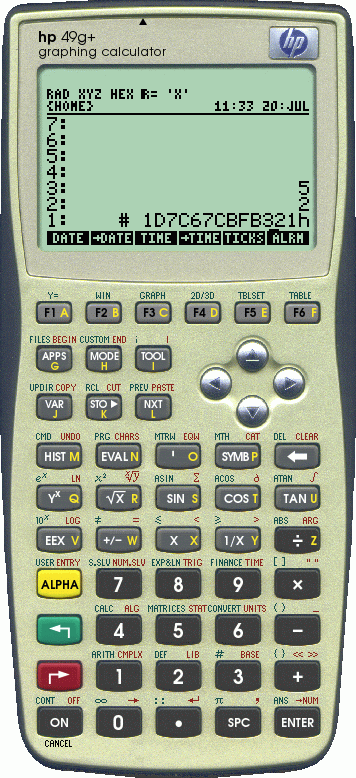 hp 49g+
graphing calculator
hp
RAD XYZ HEX R= 'X'
{HOME} 11:33 20:JUL
7:
6:
5:
4:
3: 5
2: 2
1: # 1D7C67CBFB321h
DATE →DATE TIME →TIME TICKS ALRM
Y= WIN GRAPH 2D/3D TBLSET TABLE
F1 A F2 B F3 C F4 D F5 E F6 F
FILES BEGIN CUSTOM END i I
APPS G MODE H TOOL I
UPDIR COPY RCL CUT PREV PASTE
VAR J STO ▶ K NXT L
CMD UNDO PRG CHARS MTRW EQW MTH CAT DEL CLEAR
HIST M EVAL N ' O SYMB P ←
eˣ LN x² ˣ√y ASIN Σ ACOS ∂ ATAN ∫
Yˣ Q √X R SIN S COS T TAN U
10ˣ LOG ≠ = ≤ < ≥ > ABS ARG
EEX V +/− W X X 1/X Y ÷ Z
USER ENTRY S.SLV NUM.SLV EXP&LN TRIG FINANCE TIME [ ] " "
ALPHA 7 8 9 ×
CALC ALG MATRICES STAT CONVERT UNITS ( ) _
4 5 6 −
ARITH CMPLX DEF LIB # BASE { } << >>
1 2 3 +
CONT OFF ∞ → : : ↵ π , ANS →NUM
ON 0 • SPC ENTER
CANCEL